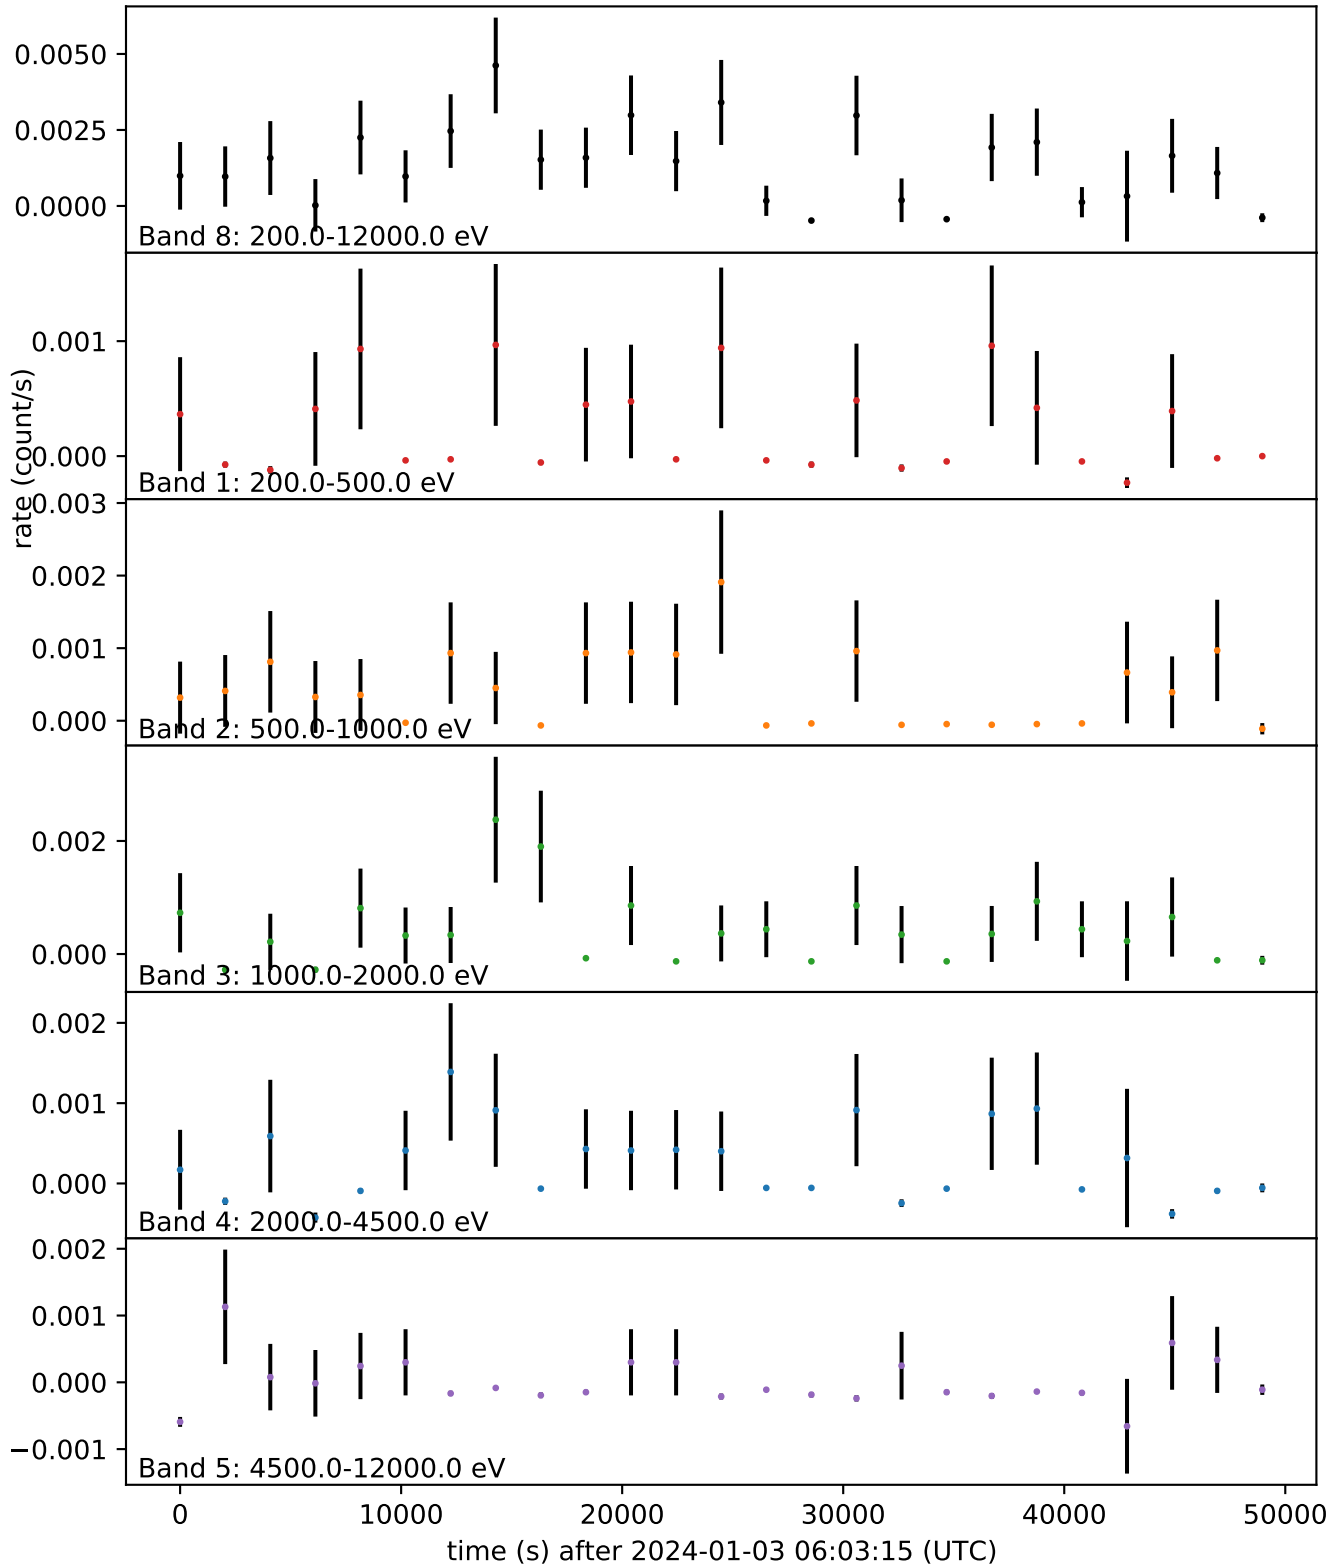 0.0050
0.0025
0.0000
Band 8: 200.0-12000.0 eV
0.001
0.000
Band 1: 200.0-500.0 eV
rate (count/s)
0.003
0.002
0.001
0.000
Band 2: 500.0-1000.0 eV
0.002
0.000
Band 3: 1000.0-2000.0 eV
0.002
0.001
0.000
Band 4: 2000.0-4500.0 eV
0.002
0.001
0.000
−0.001
Band 5: 4500.0-12000.0 eV
0 10000 20000 30000 40000 50000
time (s) after 2024-01-03 06:03:15 (UTC)